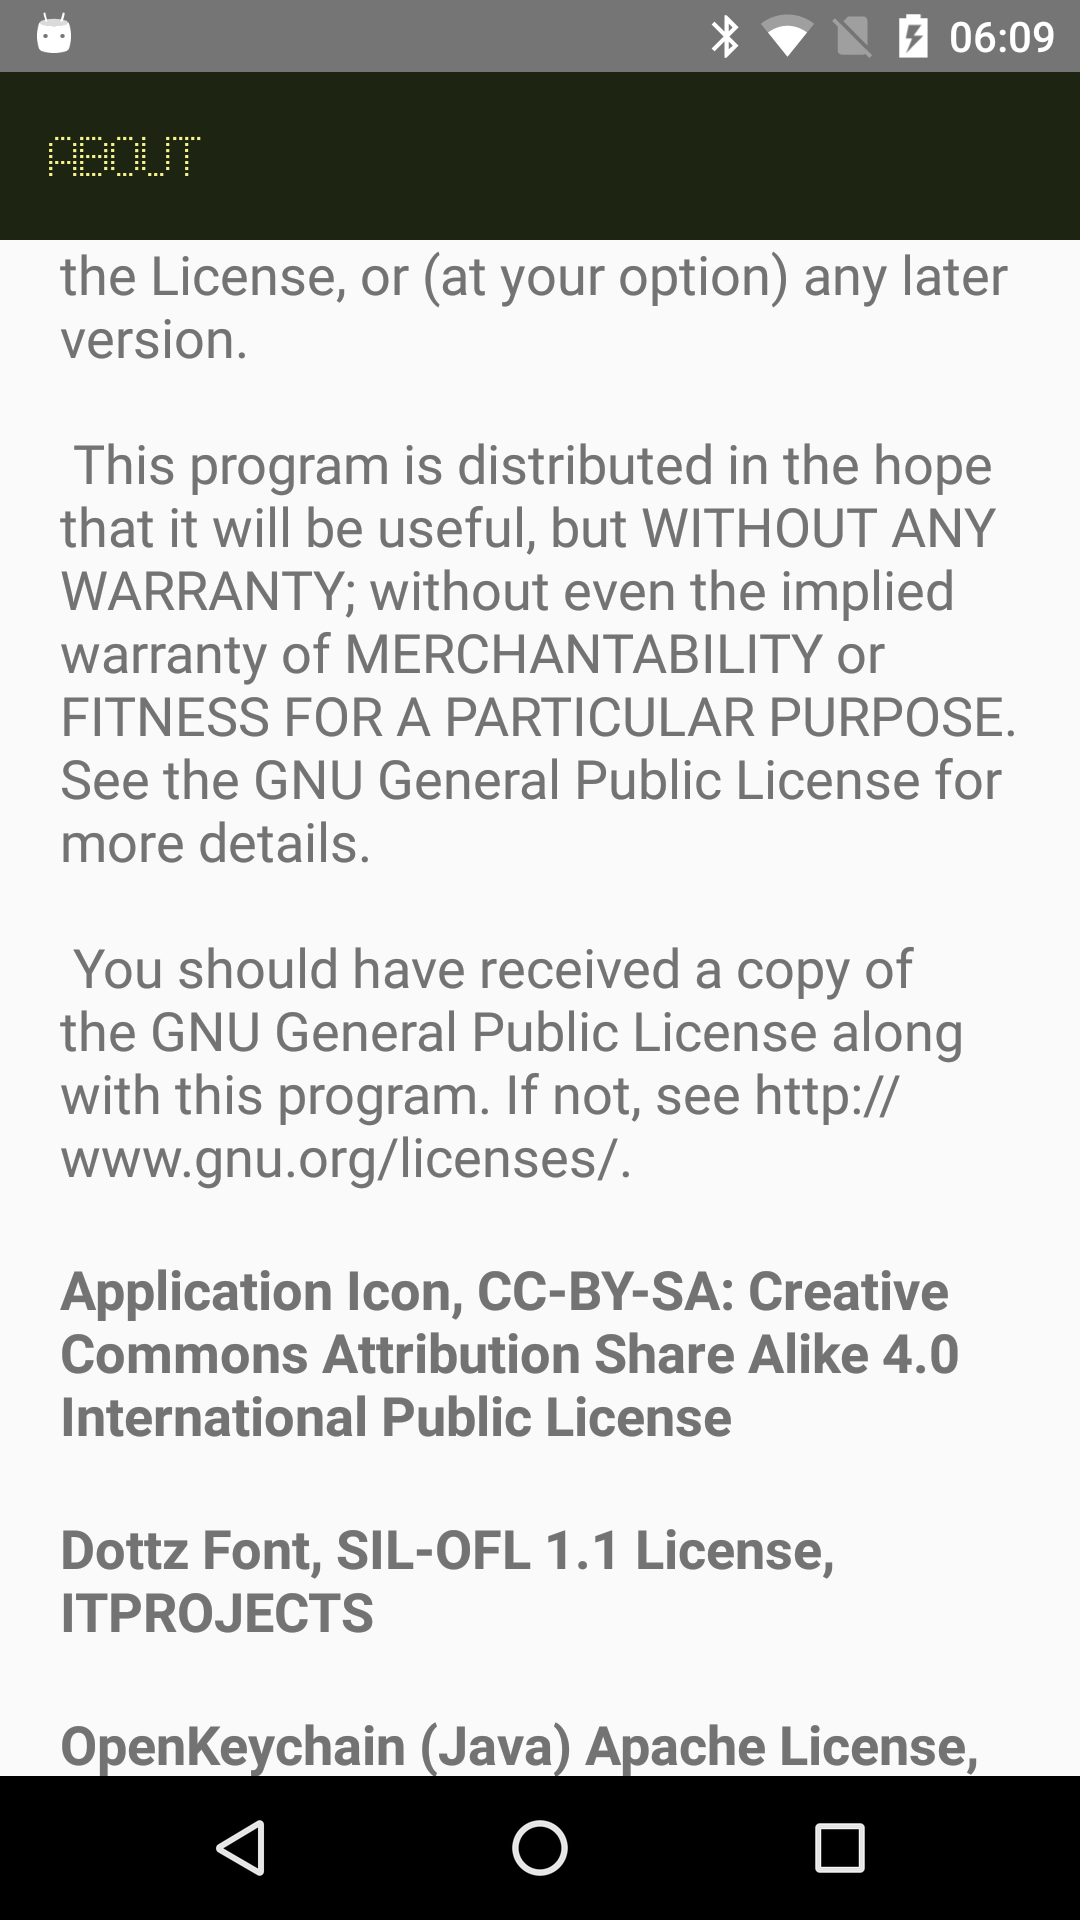 06:09
ABOUT
the License, or (at your option) any later
version.
This program is distributed in the hope
that it will be useful, but WITHOUT ANY
WARRANTY; without even the implied
warranty of MERCHANTABILITY or
FITNESS FOR A PARTICULAR PURPOSE.
See the GNU General Public License for
more details.
You should have received a copy of
the GNU General Public License along
with this program. If not, see http://
www.gnu.org/licenses/.
Application Icon, CC-BY-SA: Creative
Commons Attribution Share Alike 4.0
International Public License
Dottz Font, SIL-OFL 1.1 License,
ITPROJECTS
OpenKeychain (Java) Apache License,